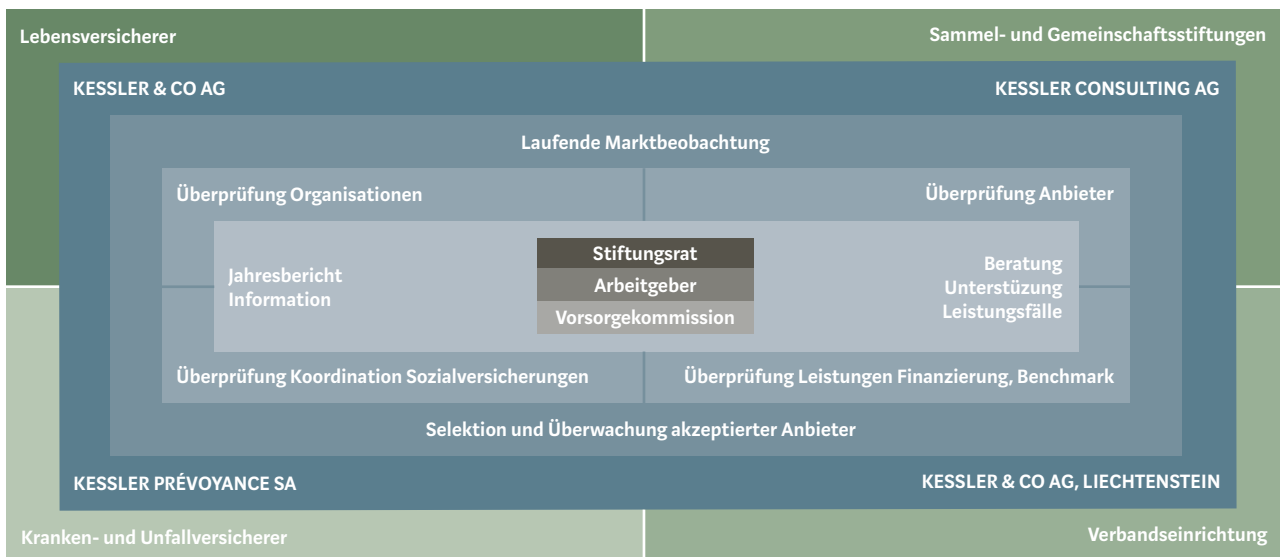 Lebensversicherer
Sammel- und Gemeinschaftsstiftungen
KESSLER & CO AG
KESSLER CONSULTING AG
Laufende Marktbeobachtung
Überprüfung Organisationen
Überprüfung Anbieter
Jahresbericht
Information
Stiftungsrat
Arbeitgeber
Vorsorgekommission
Beratung
Unterstüzung
Leistungsfälle
Überprüfung Koordination Sozialversicherungen
Überprüfung Leistungen Finanzierung, Benchmark
Selektion und Überwachung akzeptierter Anbieter
KESSLER PRÉVOYANCE SA
KESSLER & CO AG, LIECHTENSTEIN
Kranken- und Unfallversicherer
Verbandseinrichtung